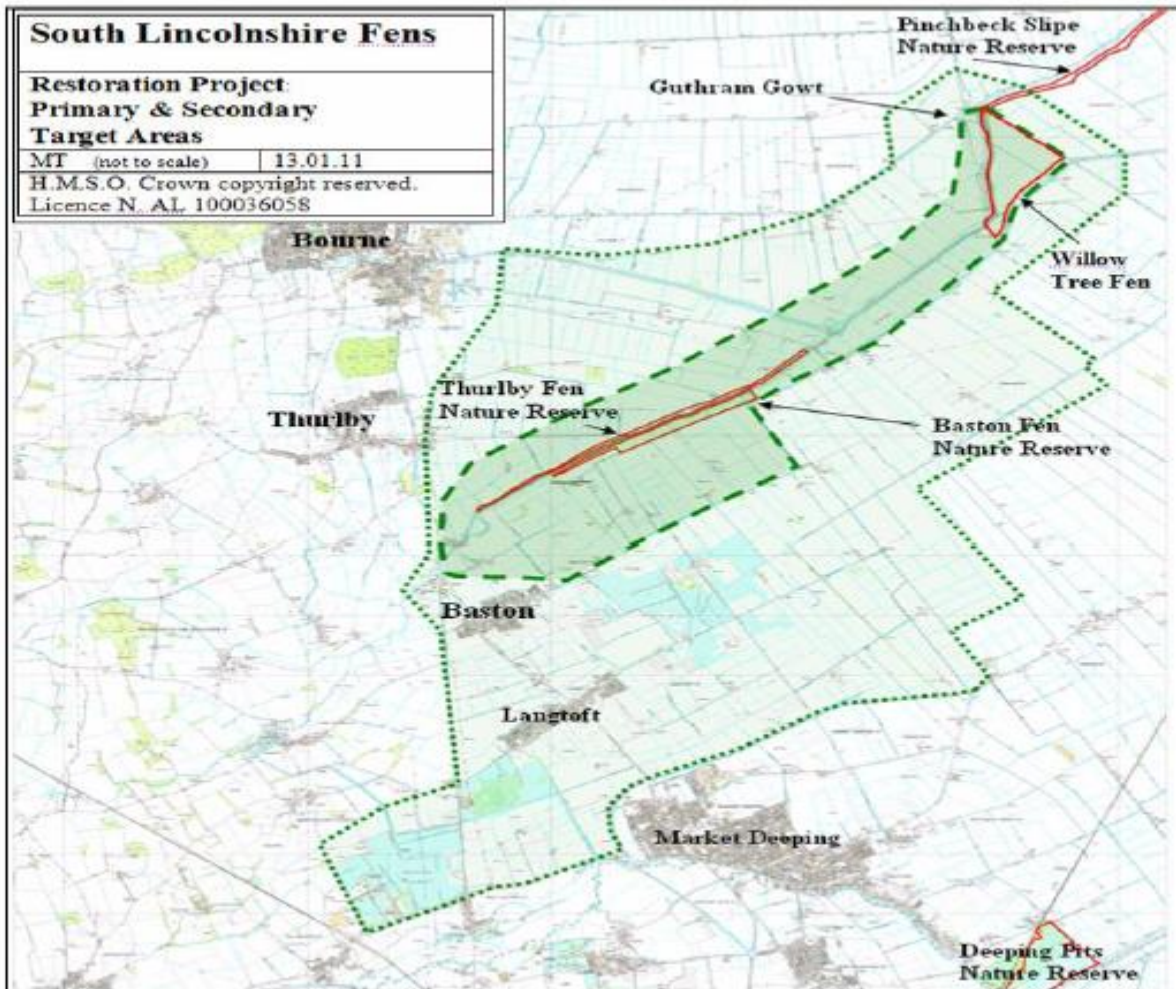 South Lincolnshire Fens
Restoration Project:
Primary & Secondary
Target Areas
MT (not to scale) 13.01.11
H.M.S.O. Crown copyright reserved.
Licence N. AL 100036058
Pinchbeck Slipe
Nature Reserve
Guthram Gowt
Bourne
Willow
Tree Fen
Thurlby Fen
Nature Reserve
Thurlby
Baston Fen
Nature Reserve
Baston
Langtoft
Market Deeping
Deeping Pits
Nature Reserve